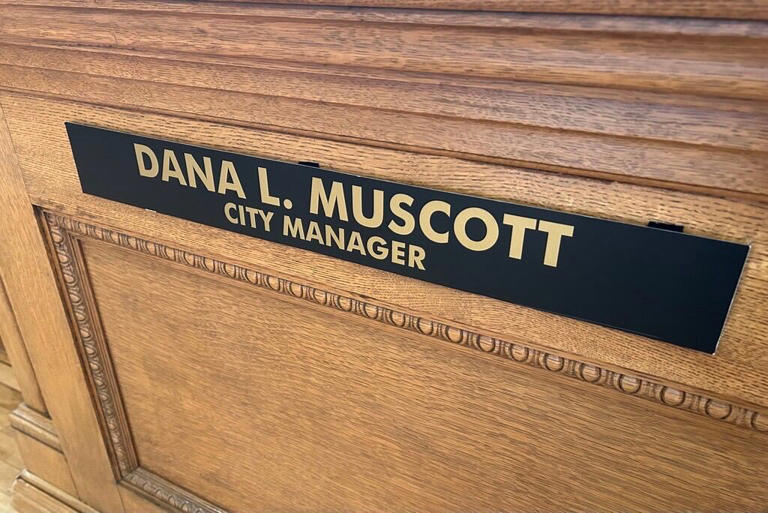 DANA L. MUSCOTT
CITY MANAGER